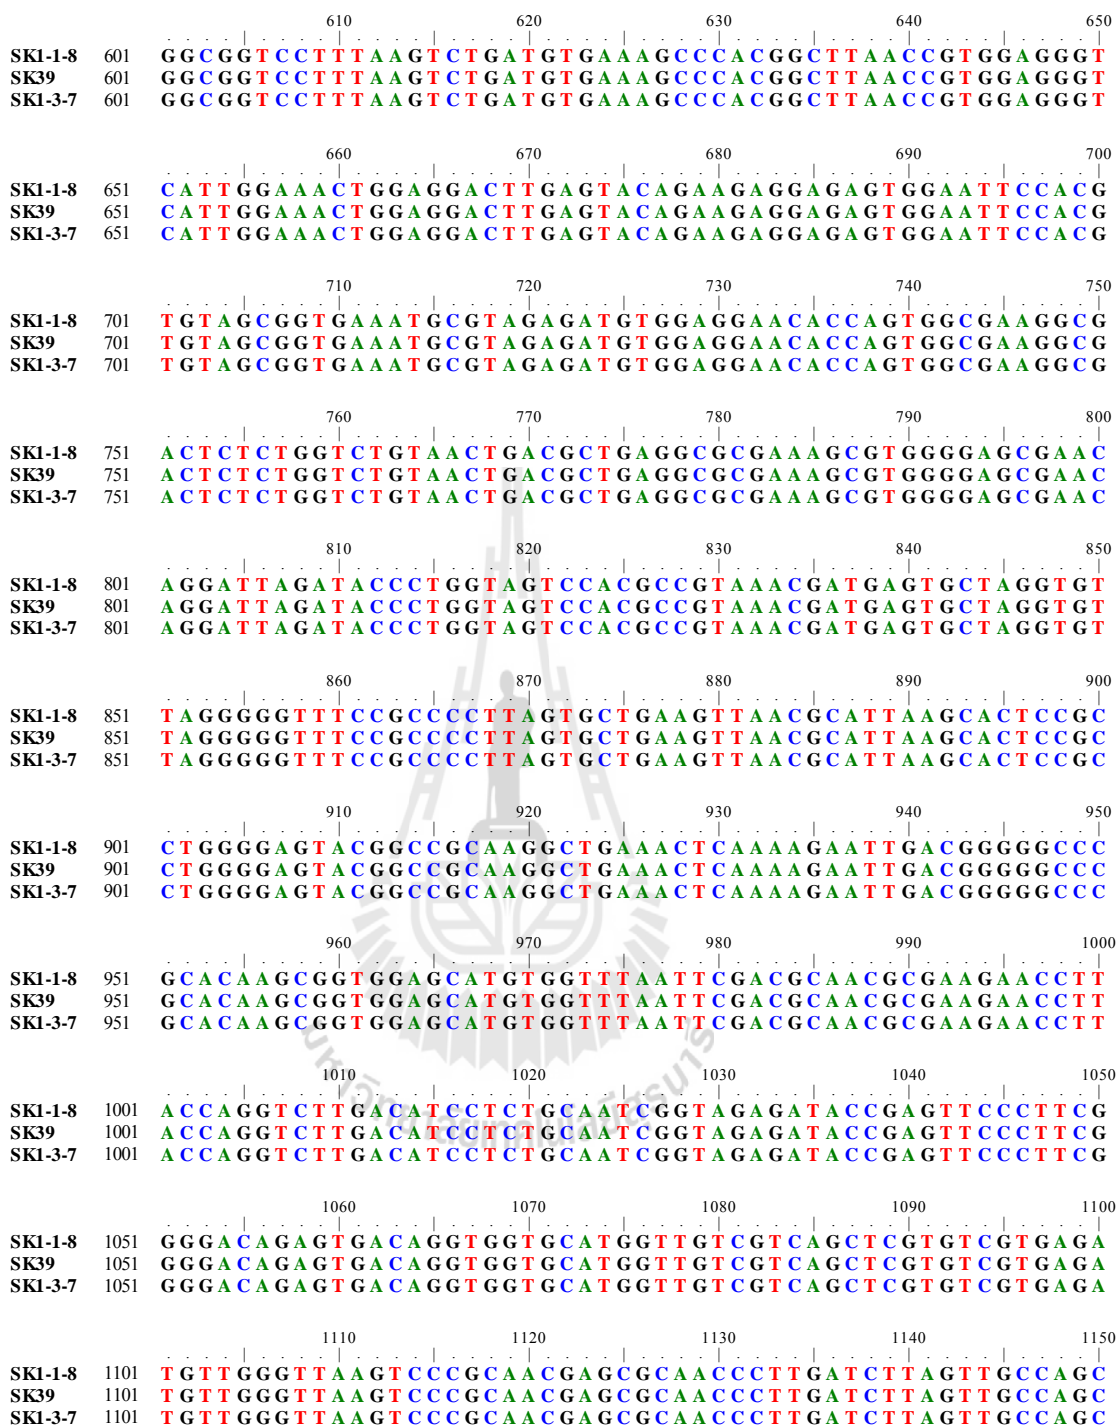 610 620 630 640 650
SK1-1-8 601 GGCGGTCCTTTAAGTCTGATGTGAAAGCCCACGGCTTAACCGTGGAGGGT
SK39 601 GGCGGTCCTTTAAGTCTGATGTGAAAGCCCACGGCTTAACCGTGGAGGGT
SK1-3-7 601 GGCGGTCCTTTAAGTCTGATGTGAAAGCCCACGGCTTAACCGTGGAGGGT
660 670 680 690 700
SK1-1-8 651 CATTGGAAACTGGAGGACTTGAGTACAGAAGAGGAGAGTGGAATTCCACG
SK39 651 CATTGGAAACTGGAGGACTTGAGTACAGAAGAGGAGAGTGGAATTCCACG
SK1-3-7 651 CATTGGAAACTGGAGGACTTGAGTACAGAAGAGGAGAGTGGAATTCCACG
710 720 730 740 750
SK1-1-8 701 TGTAGCGGTGAAATGCGTAGAGATGTGGAGGAACACCAGTGGCGAAGGCG
SK39 701 TGTAGCGGTGAAATGCGTAGAGATGTGGAGGAACACCAGTGGCGAAGGCG
SK1-3-7 701 TGTAGCGGTGAAATGCGTAGAGATGTGGAGGAACACCAGTGGCGAAGGCG
760 770 780 790 800
SK1-1-8 751 ACTCTCTGGTCTGTAACTGACGCTGAGGCGCGAAAGCGTGGGGAGCGAAC
SK39 751 ACTCTCTGGTCTGTAACTGACGCTGAGGCGCGAAAGCGTGGGGAGCGAAC
SK1-3-7 751 ACTCTCTGGTCTGTAACTGACGCTGAGGCGCGAAAGCGTGGGGAGCGAAC
810 820 830 840 850
SK1-1-8 801 AGGATTAGATACCCTGGTAGTCCACGCCGTAAACGATGAGTGCTAGGTGT
SK39 801 AGGATTAGATACCCTGGTAGTCCACGCCGTAAACGATGAGTGCTAGGTGT
SK1-3-7 801 AGGATTAGATACCCTGGTAGTCCACGCCGTAAACGATGAGTGCTAGGTGT
860 870 880 890 900
SK1-1-8 851 TAGGGGGTTTCCGCCCCTTAGTGCTGAAGTTAACGCATTAAGCACTCCGC
SK39 851 TAGGGGGTTTCCGCCCCTTAGTGCTGAAGTTAACGCATTAAGCACTCCGC
SK1-3-7 851 TAGGGGGTTTCCGCCCCTTAGTGCTGAAGTTAACGCATTAAGCACTCCGC
910 920 930 940 950
SK1-1-8 901 CTGGGGAGTACGGCCGCAAGGCTGAAACTCAAAAGAATTGACGGGGGCCC
SK39 901 CTGGGGAGTACGGCCGCAAGGCTGAAACTCAAAAGAATTGACGGGGGCCC
SK1-3-7 901 CTGGGGAGTACGGCCGCAAGGCTGAAACTCAAAAGAATTGACGGGGGCCC
960 970 980 990 1000
SK1-1-8 951 GCACAAGCGGTGGAGCATGTGGTTTAATTCGACGCAACGCGAAGAACCTT
SK39 951 GCACAAGCGGTGGAGCATGTGGTTTAATTCGACGCAACGCGAAGAACCTT
SK1-3-7 951 GCACAAGCGGTGGAGCATGTGGTTTAATTCGACGCAACGCGAAGAACCTT
1010 1020 1030 1040 1050
SK1-1-8 1001 ACCAGGTCTTGACATCCTCTGCAATCGGTAGAGATACCGAGTTCCCTTCG
SK39 1001 ACCAGGTCTTGACATCCTCTGCAATCGGTAGAGATACCGAGTTCCCTTCG
SK1-3-7 1001 ACCAGGTCTTGACATCCTCTGCAATCGGTAGAGATACCGAGTTCCCTTCG
1060 1070 1080 1090 1100
SK1-1-8 1051 GGGACAGAGTGACAGGTGGTGCATGGTTGTCGTCAGCTCGTGTCGTGAGA
SK39 1051 GGGACAGAGTGACAGGTGGTGCATGGTTGTCGTCAGCTCGTGTCGTGAGA
SK1-3-7 1051 GGGACAGAGTGACAGGTGGTGCATGGTTGTCGTCAGCTCGTGTCGTGAGA
1110 1120 1130 1140 1150
SK1-1-8 1101 TGTTGGGTTAAGTCCCGCAACGAGCGCAACCCTTGATCTTAGTTGCCAGC
SK39 1101 TGTTGGGTTAAGTCCCGCAACGAGCGCAACCCTTGATCTTAGTTGCCAGC
SK1-3-7 1101 TGTTGGGTTAAGTCCCGCAACGAGCGCAACCCTTGATCTTAGTTGCCAGC